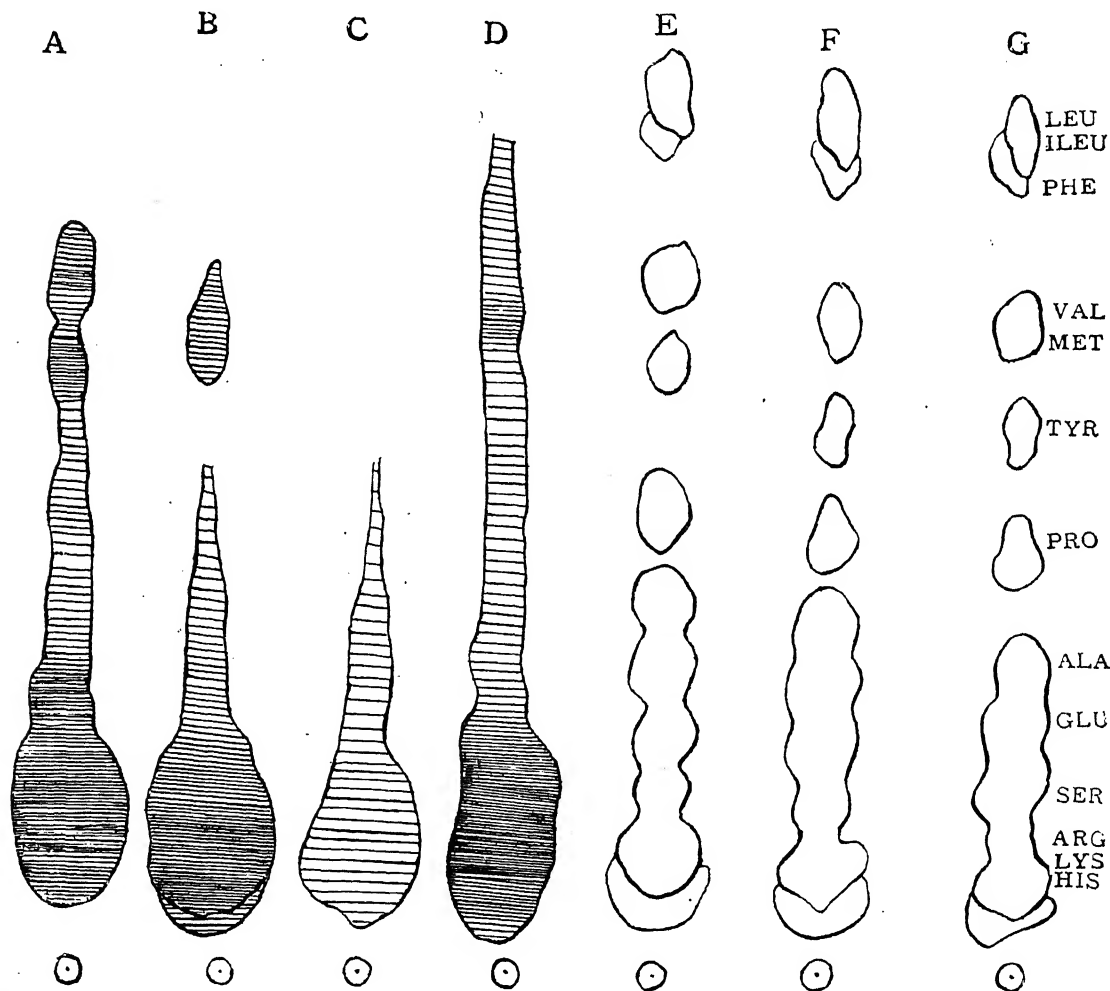 A B C D E F G
LEU
ILEU
PHE
VAL
MET
TYR
PRO
ALA
GLU
SER
ARG
LYS
HIS